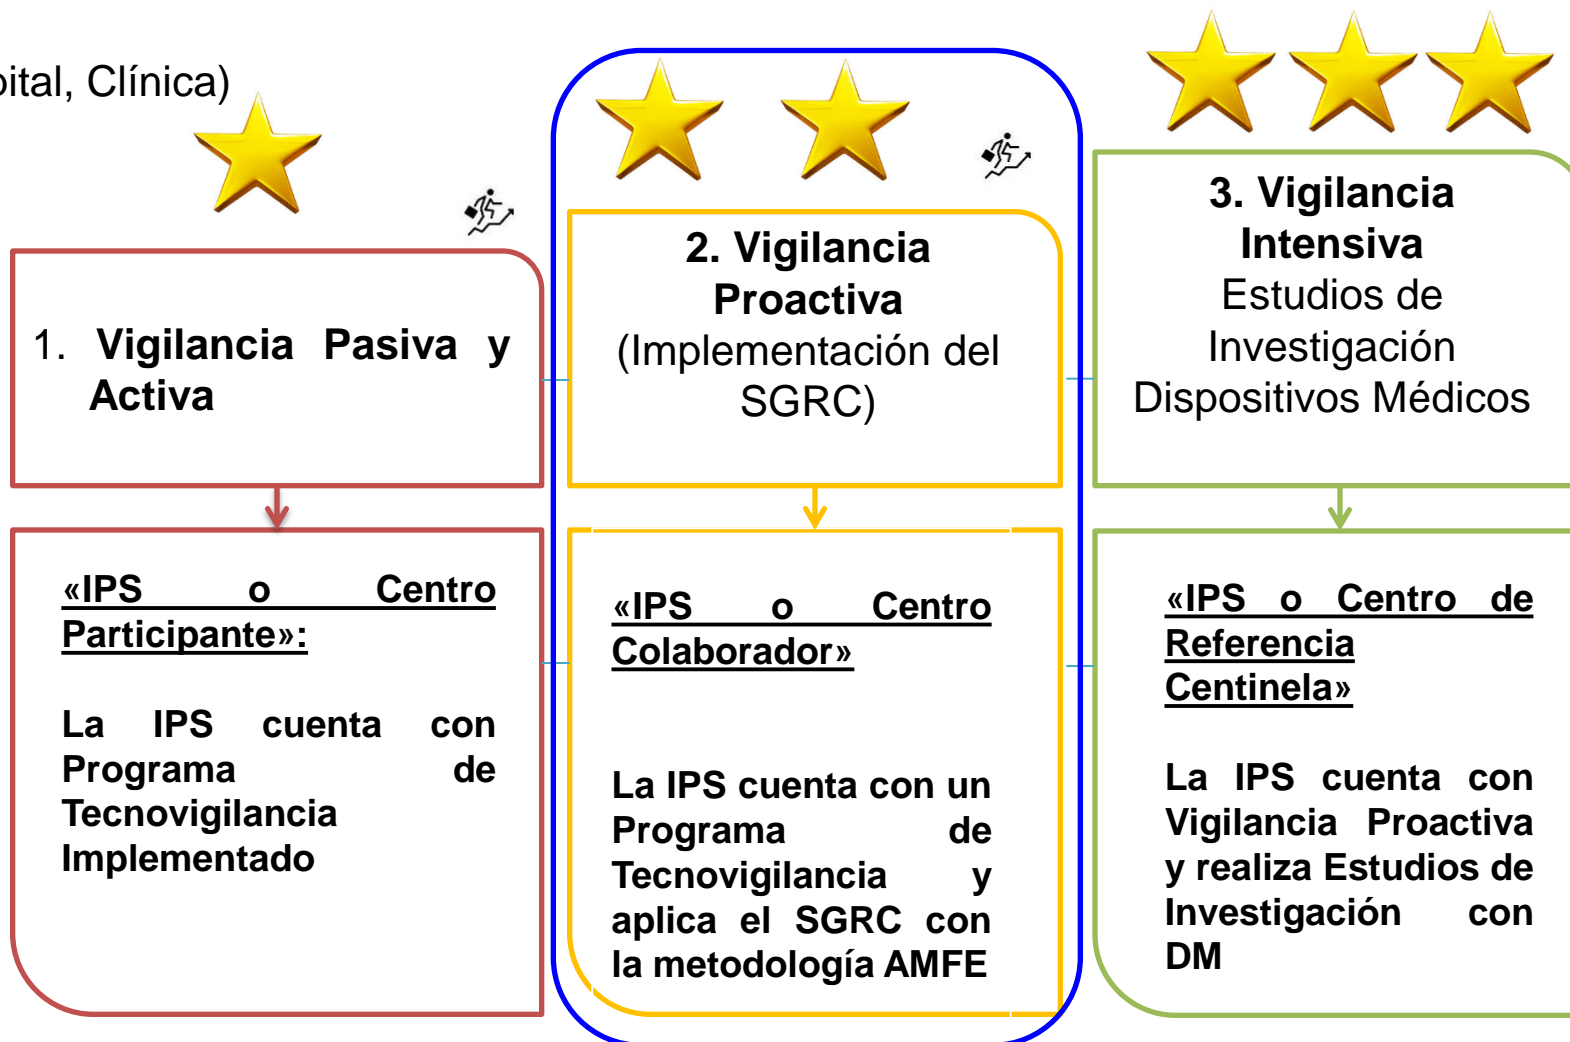 pital, Clínica)
1. Vigilancia Pasiva y
Activa
2. Vigilancia
Proactiva
(Implementación del
SGRC)
3. Vigilancia
Intensiva
Estudios de
Investigación
Dispositivos Médicos
«IPS o Centro
Participante»:
La IPS cuenta con
Programa de
Tecnovigilancia
Implementado
«IPS o Centro
Colaborador»
La IPS cuenta con un
Programa de
Tecnovigilancia y
aplica el SGRC con
la metodología AMFE
«IPS o Centro de
Referencia
Centinela»
La IPS cuenta con
Vigilancia Proactiva
y realiza Estudios de
Investigación con
DM